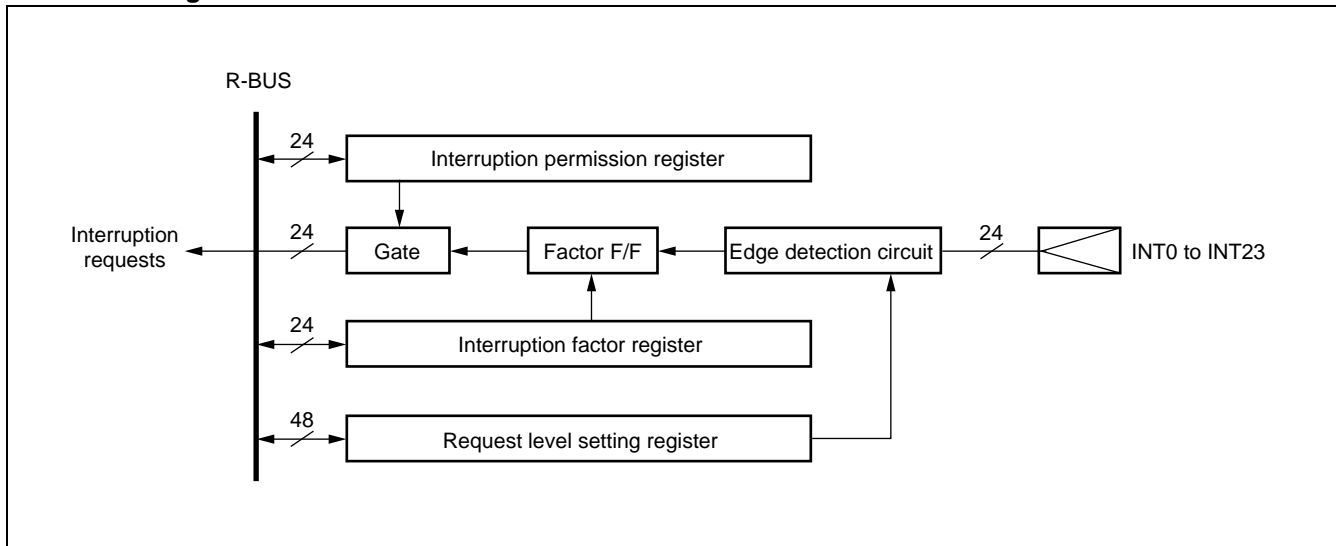 R-BUS
24
Interruption permission register
Interruption
requests
24
Gate
Factor F/F
Edge detection circuit
24
INT0 to INT23
24
Interruption factor register
48
Request level setting register